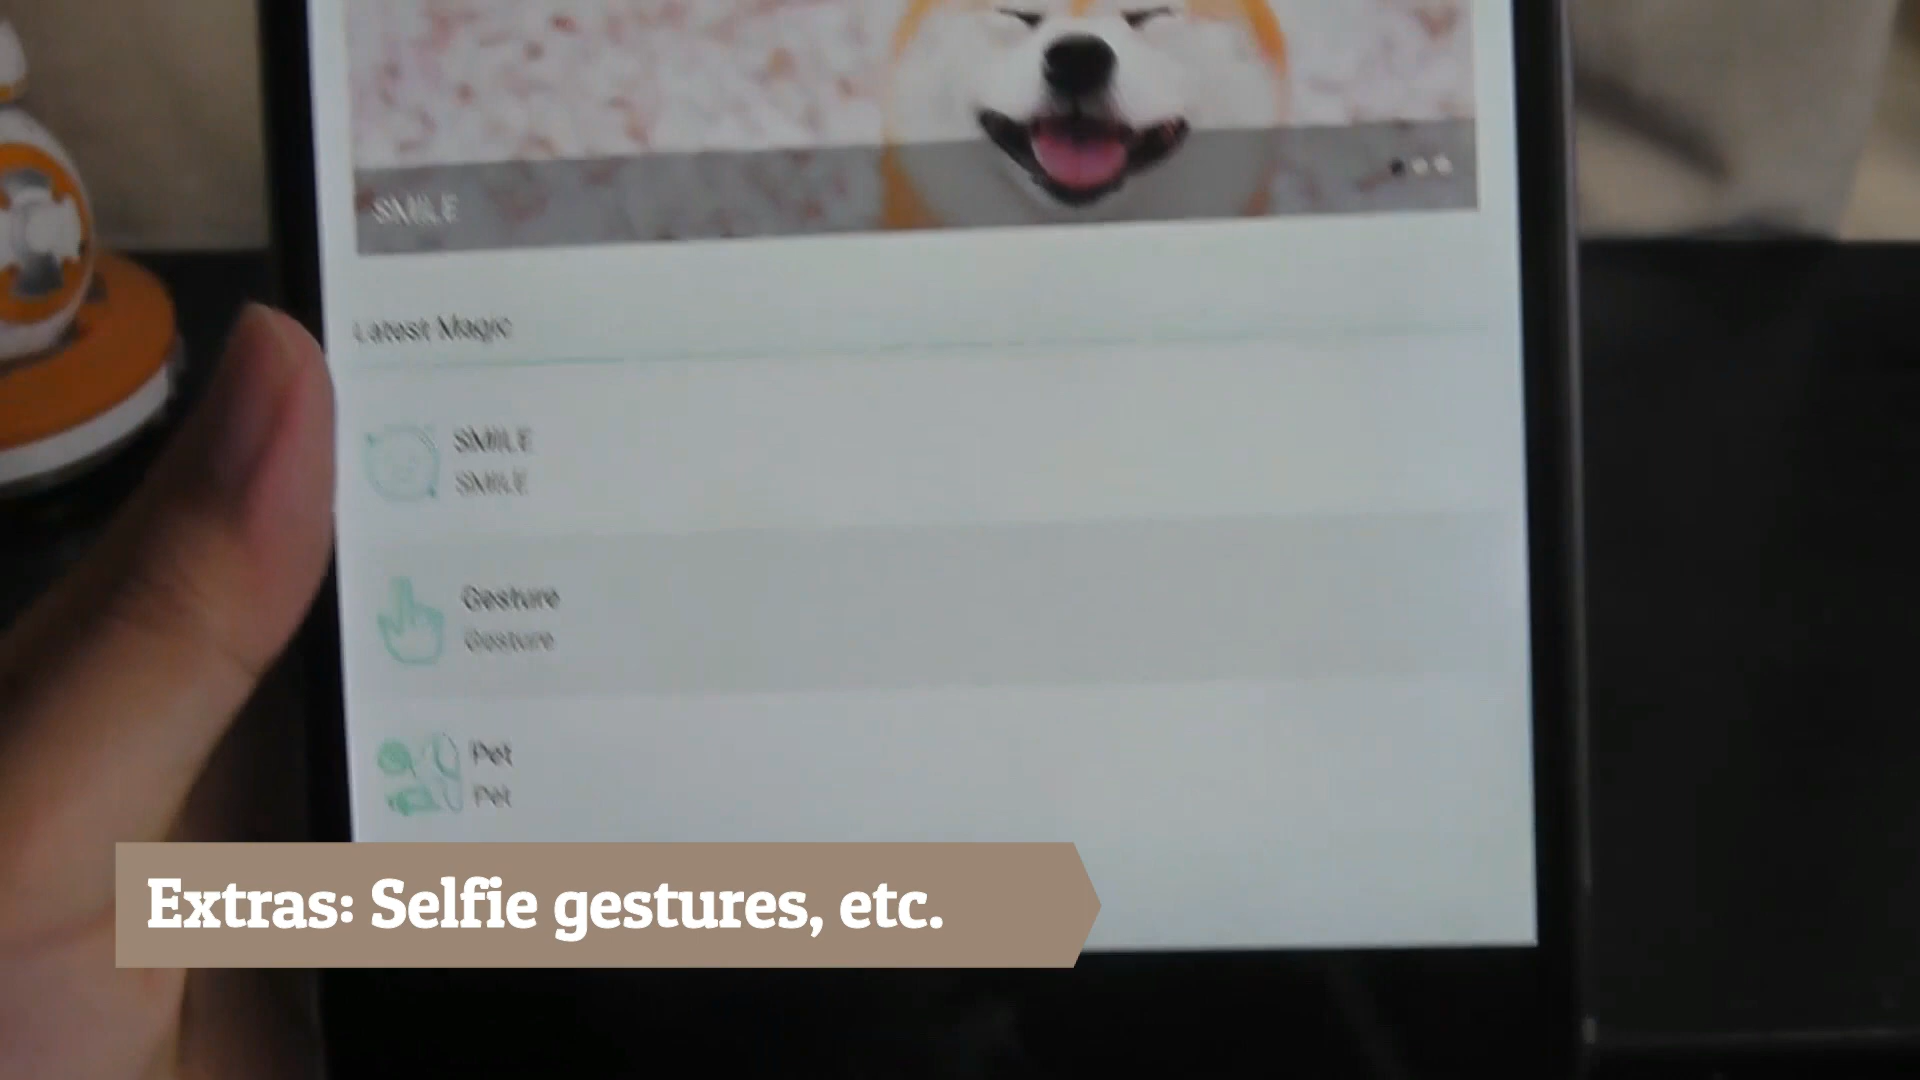 SMILE
Latest Magic
SMILE
SMILE
Gesture
Gesture
Pet
Pet
Extras: Selfie gestures, etc.